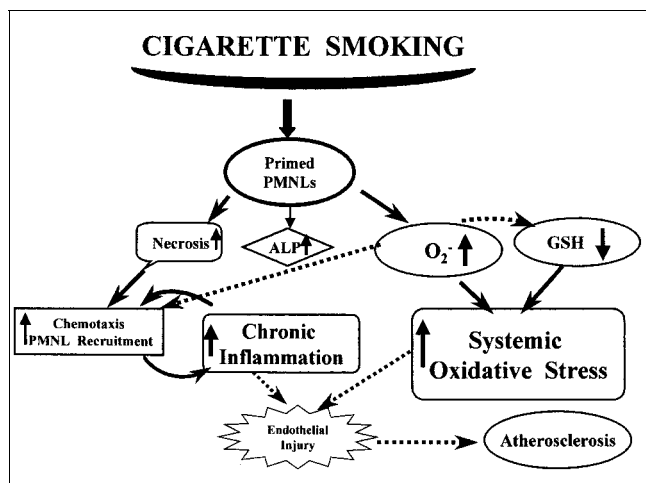 CIGARETTE SMOKING
Primed
PMNLs
Necrosis
ALP
O₂⁻
GSH
Chemotaxis
PMNL Recruitment
Chronic
Inflammation
Systemic
Oxidative Stress
Endothelial
Injury
Atherosclerosis